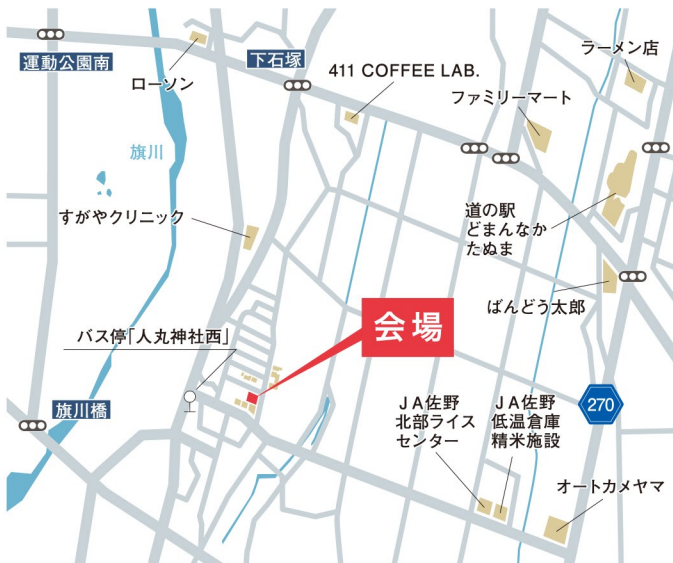 運動公園南
ローソン
下石塚
411 COFFEE LAB.
ラーメン店
ファミリーマート
旗川
すがやクリニック
道の駅
どまんなか
たぬま
ばんどう太郎
会場
バス停「人丸神社西」
旗川橋
JA佐野
北部ライス
センター
JA佐野
低温倉庫
精米施設
270
オートカメヤマ